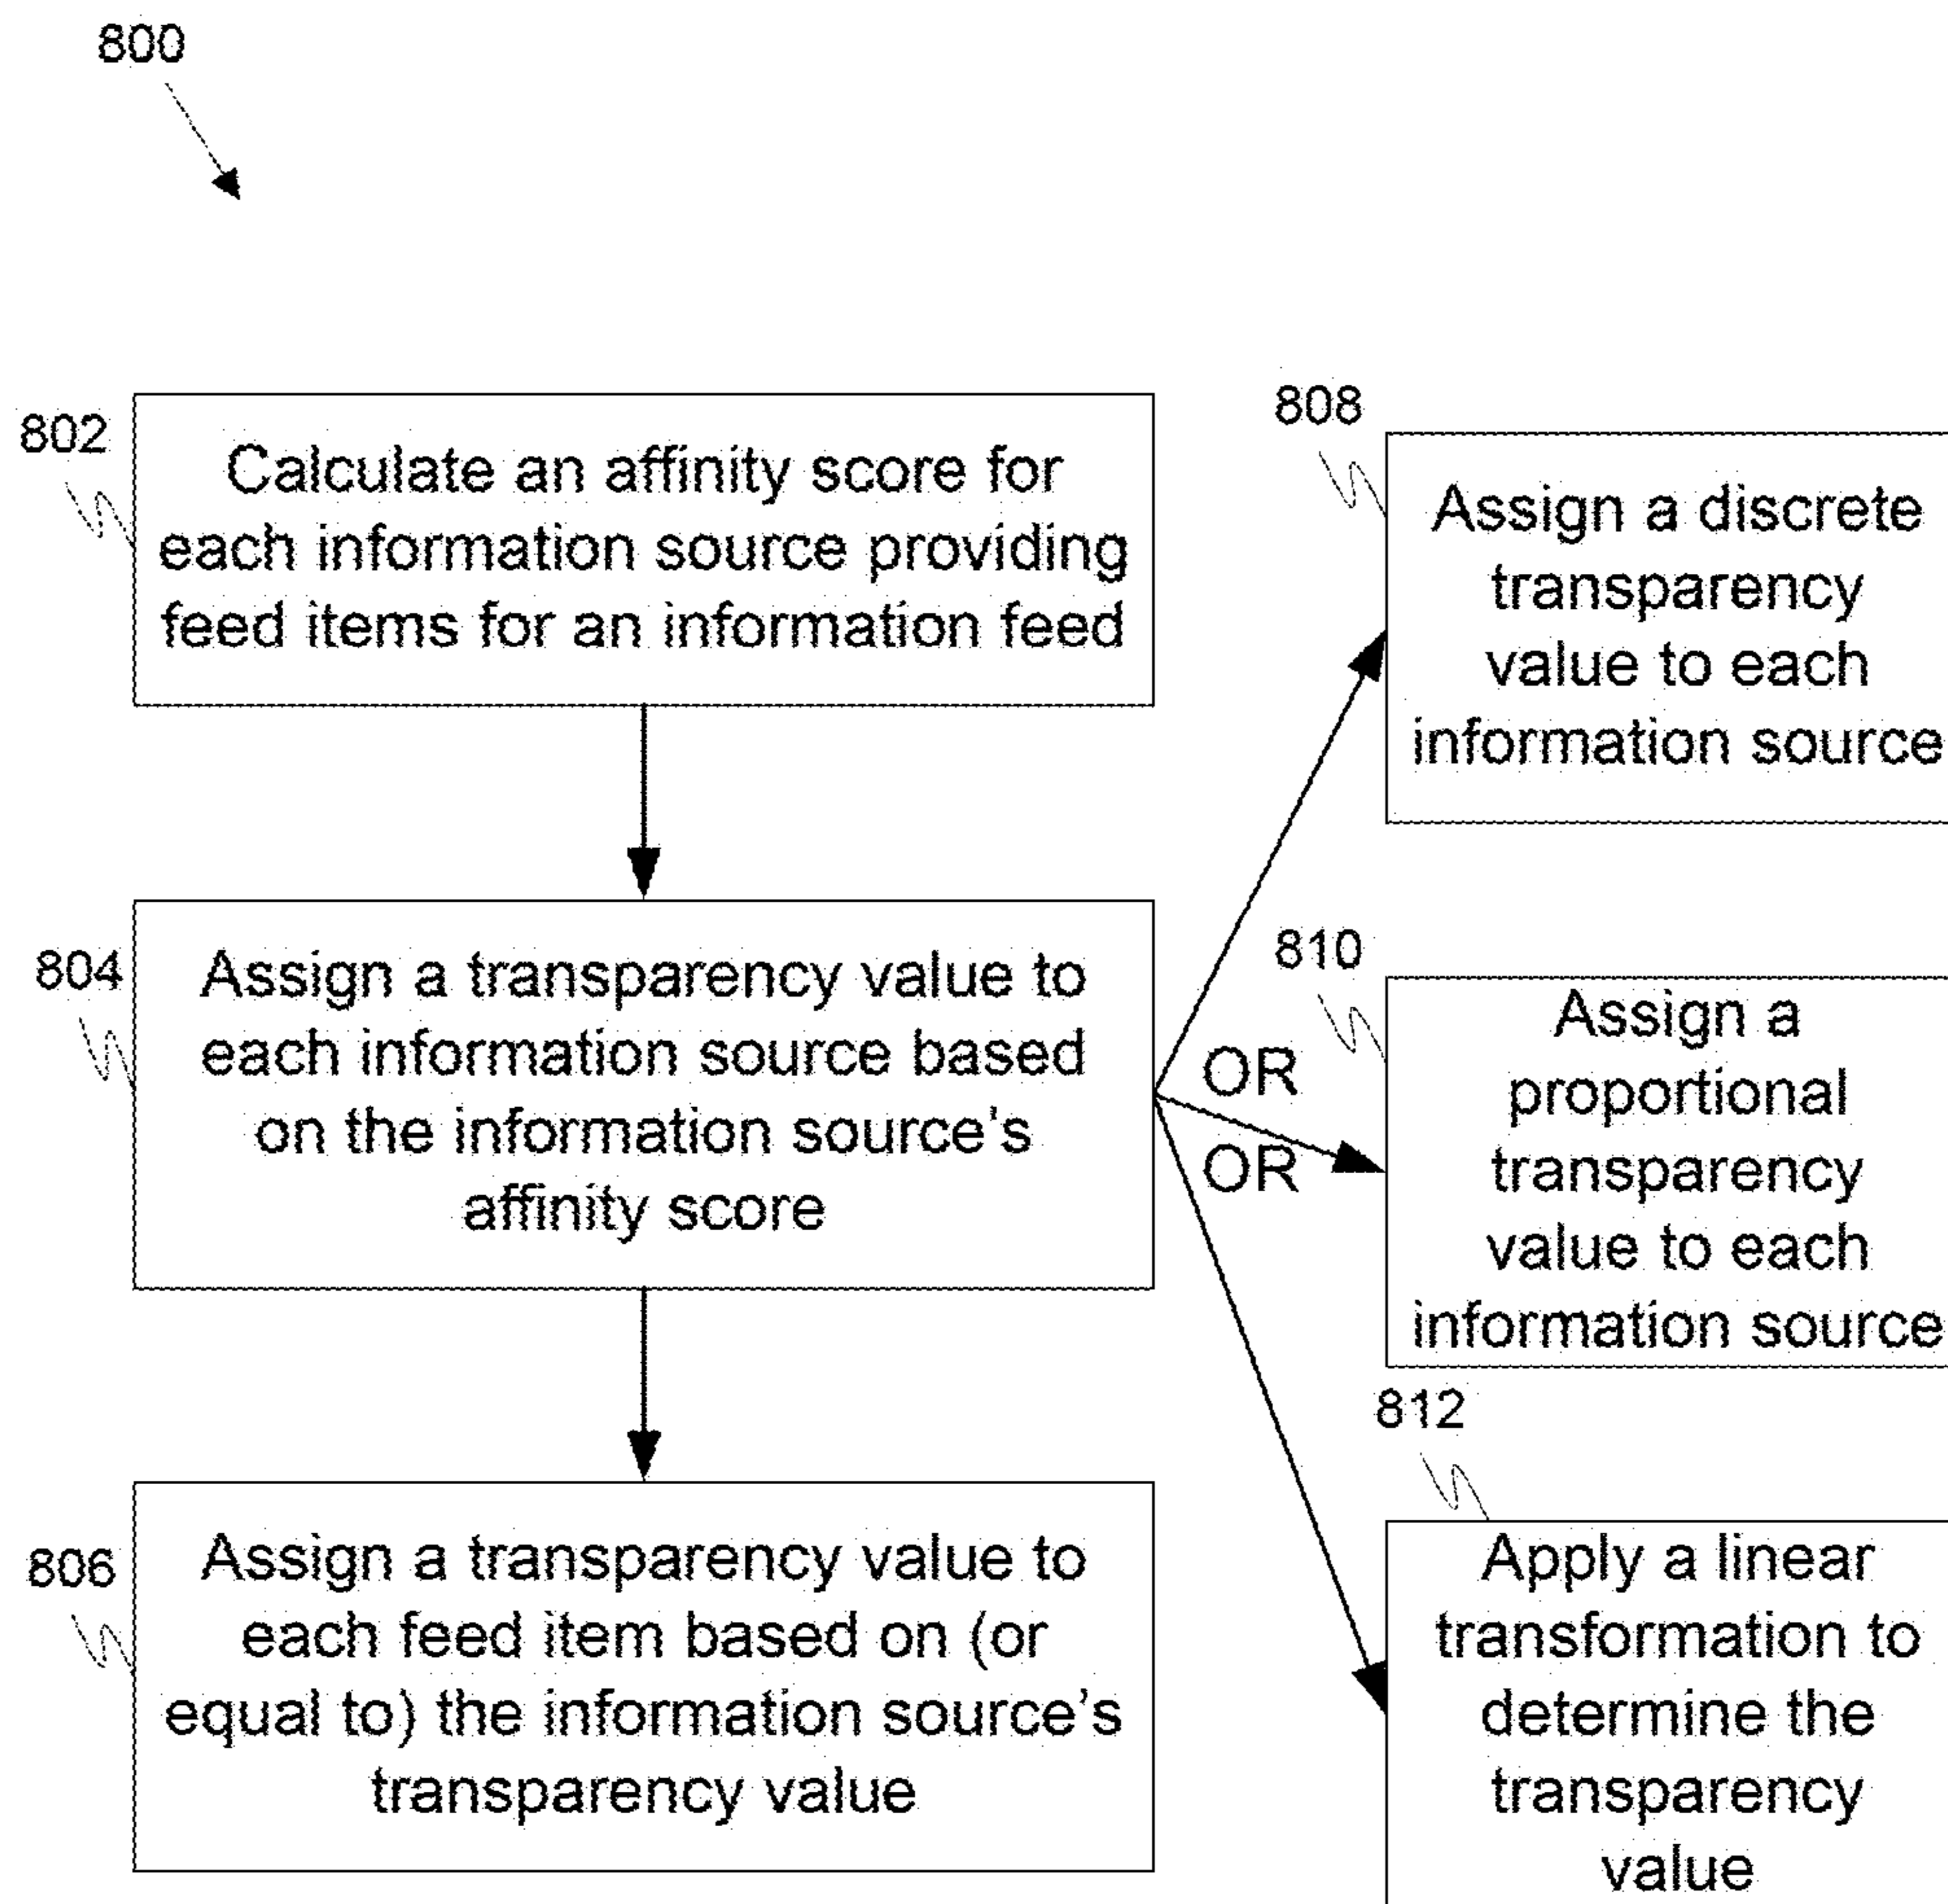 800
802
Calculate an affinity score for
each information source providing
feed items for an information feed
804
Assign a transparency value to
each information source based
on the information source's
affinity score
806
Assign a transparency value to
each feed item based on (or
equal to) the information source's
transparency value
808
Assign a discrete
transparency
value to each
information source
OR
OR
810
Assign a
proportional
transparency
value to each
information source
812
Apply a linear
transformation to
determine the
transparency
value